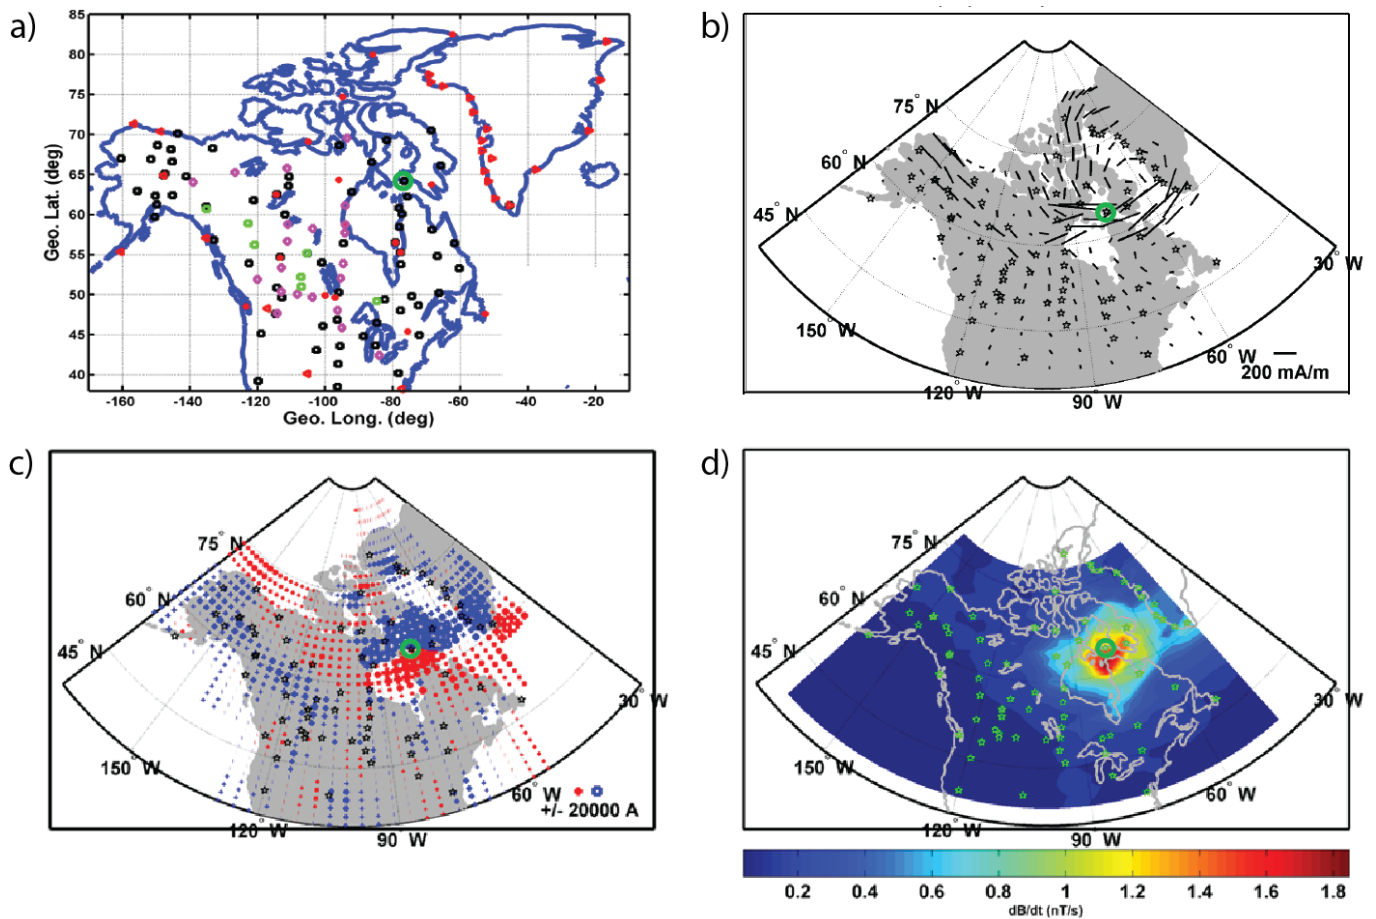 a)
85
80
75
70
65
60
55
50
45
40
Geo. Lat. (deg)
-160 -140 -120 -100 -80 -60 -40 -20
Geo. Long. (deg)
b)
75° N
60° N
45° N
30° W
150° W
60° W
200 mA/m
120° W
90° W
c)
75° N
60° N
45° N
30° W
150° W
60° W
+/- 20000 A
120° W
90° W
d)
75° N
60° N
45° N
30° W
150° W
60° W
120° W
90° W
0.2 0.4 0.6 0.8 1 1.2 1.4 1.6 1.8
dB/dt (nT/s)